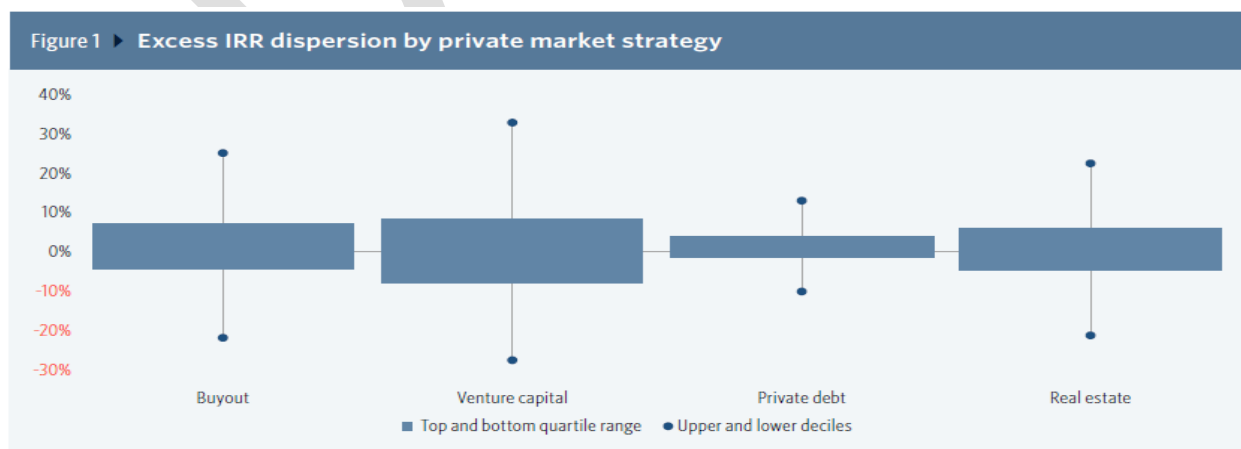 Figure 1 ▶ Excess IRR dispersion by private market strategy
40%
30%
20%
10%
0%
-10%
-20%
-30%
Buyout Venture capital Private debt Real estate
■ Top and bottom quartile range ● Upper and lower deciles